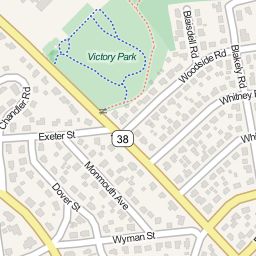 Blaisdell Rd
Blakely Rd
Victory Park
Woodside Rd
Chandler Rd
Whitney
Exeter St
38
Whit
Monmouth Ave
Dover St
Wyman St